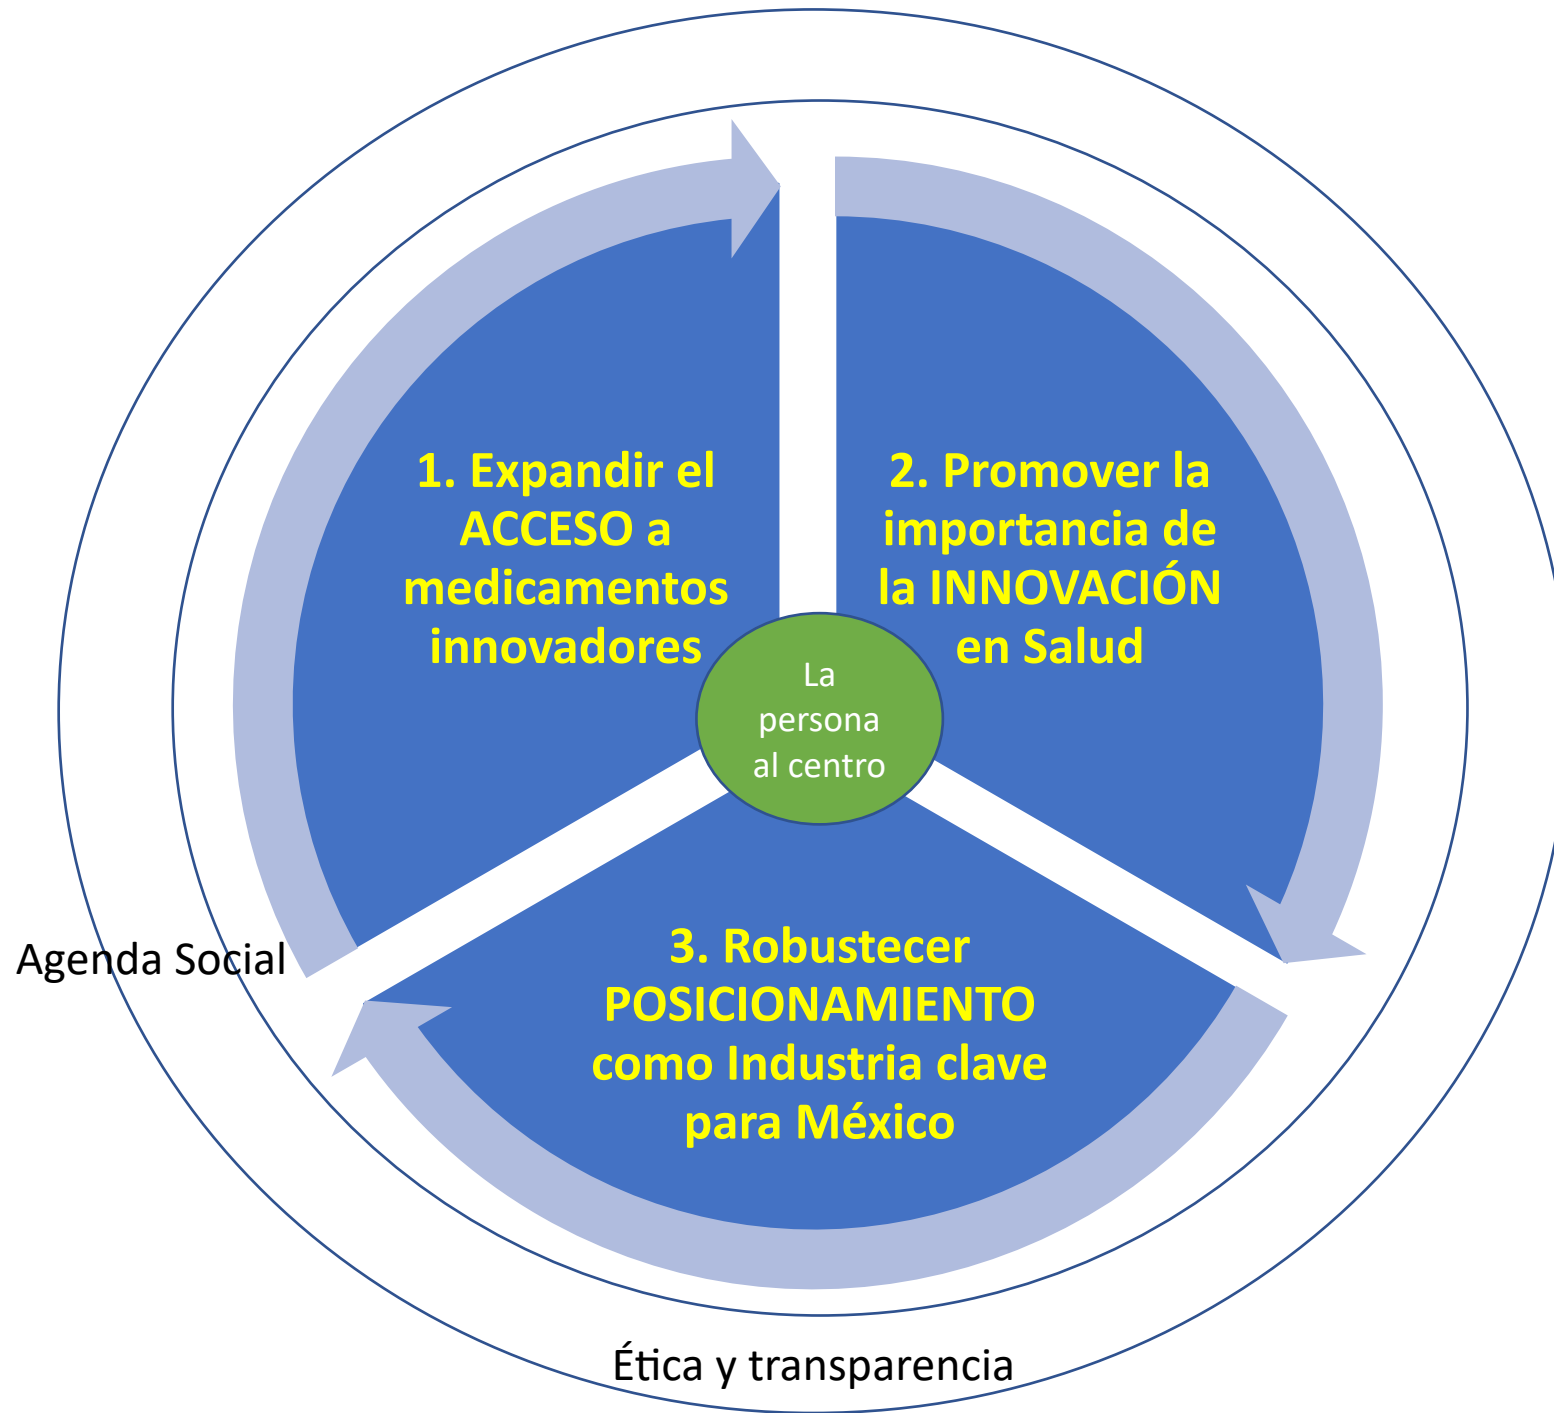 1. Expandir el
ACCESO a
medicamentos
innovadores
2. Promover la
importancia de
la INNOVACIÓN
en Salud
La
persona
al centro
3. Robustecer
POSICIONAMIENTO
como Industria clave
para México
Agenda Social
Ética y transparencia